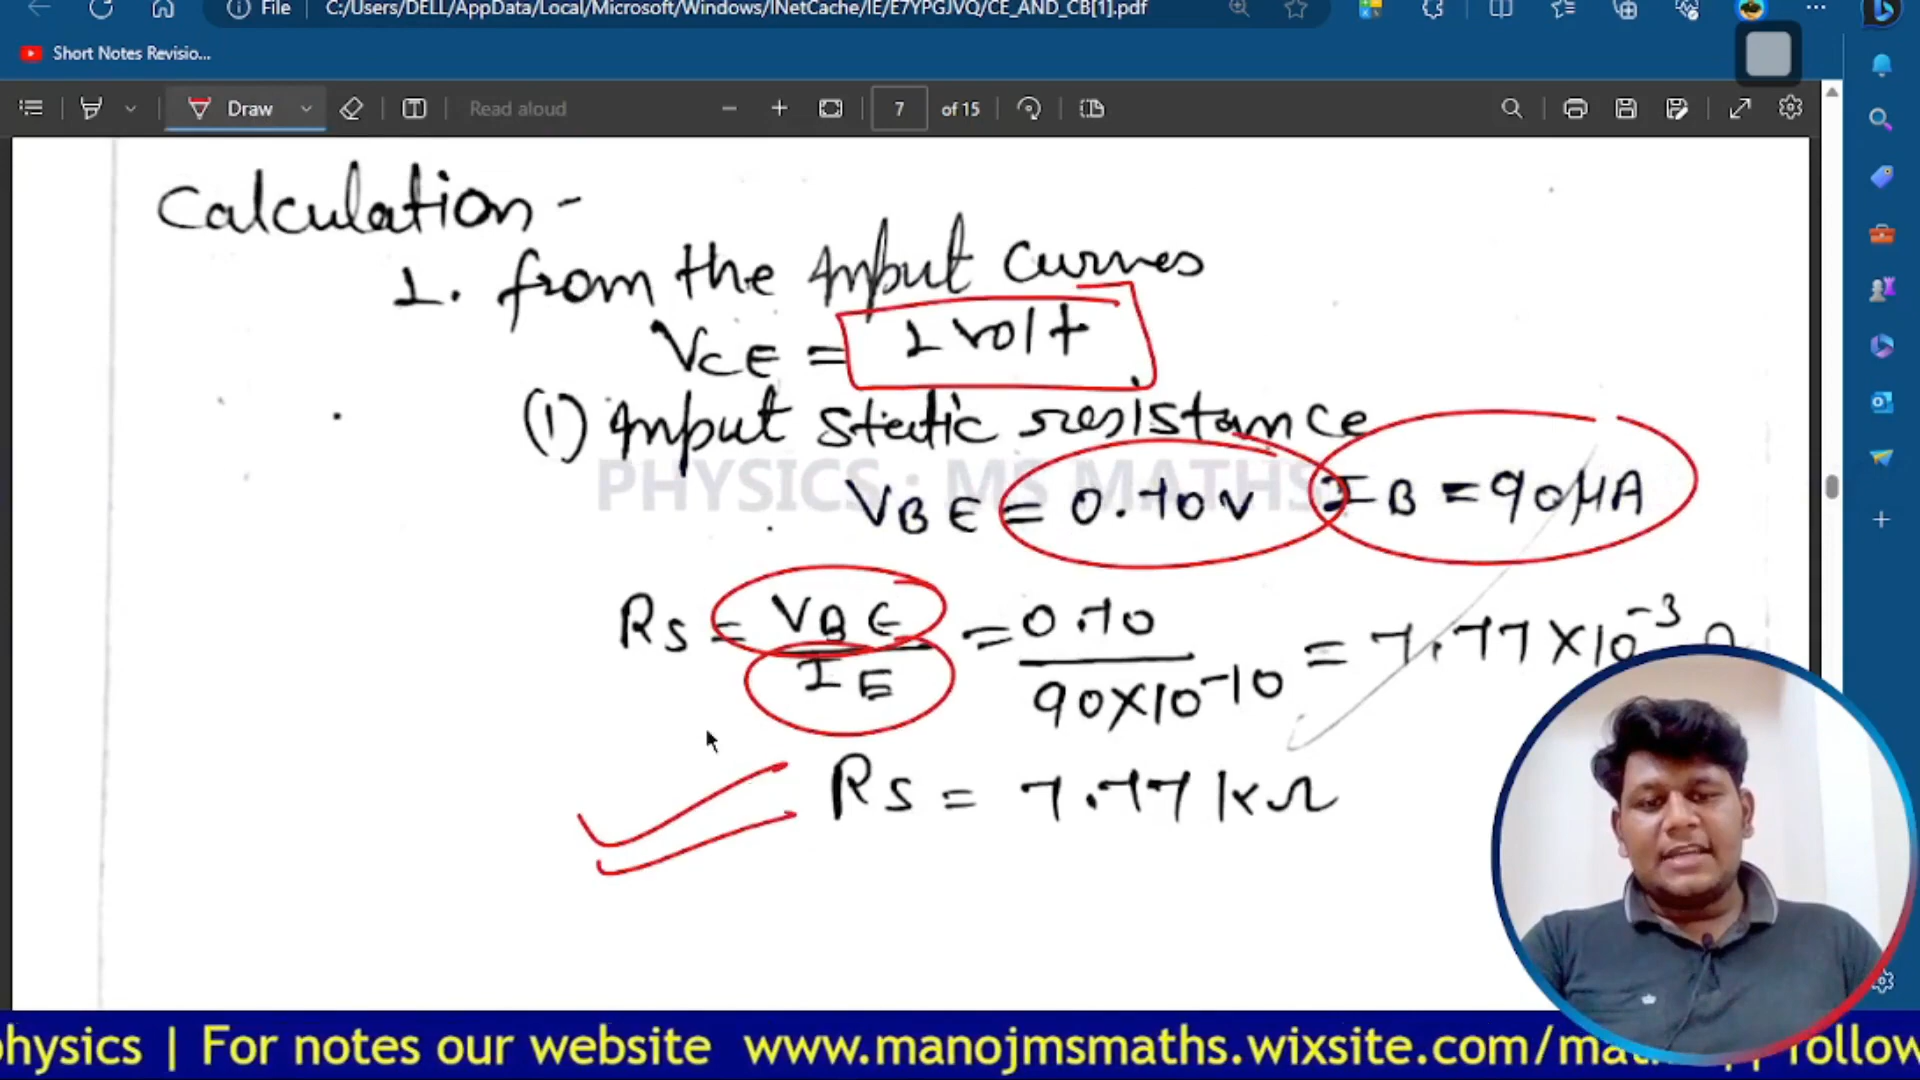 File C:/Users/DELL/AppData/Local/Microsoft/Windows/INetCache/IE/E7YPGJVQ/CE_AND_CB[1].pdf
Short Notes Revisio...
Draw Read aloud 7 of 15
Calculation -
1. from the input curves
VCE = 1 volt
(1) input static resistance
PHYSICS : MS MATHS
VBE = 0.70V IB = 90μA
RS = VBE / IE = 0.70 / 90×10-10 = 7.77×10-3 Ω
RS = 7.77 kΩ
physics | For notes our website www.manojmsmaths.wixsite.com/ma follow